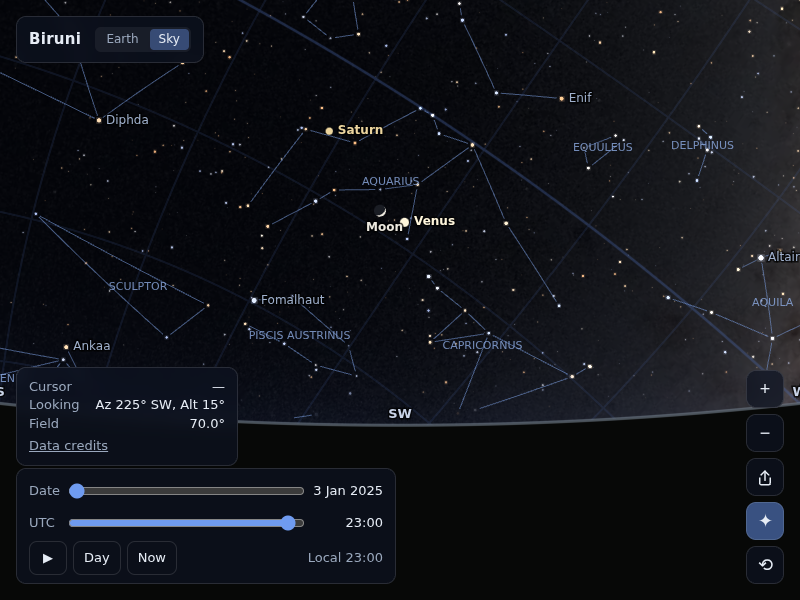 Biruni Earth Sky
Enif
Diphda
Saturn
EQUULEUS
DELPHINUS
AQUARIUS
Venus
Moon
Altair
SCULPTOR
Fomalhaut
AQUILA
PISCIS AUSTRINUS
Ankaa
CAPRICORNUS
SW
Cursor —
Looking Az 225° SW, Alt 15°
Field 70.0°
Data credits
+
−
Date 3 Jan 2025
UTC 23:00
▶ Day Now Local 23:00